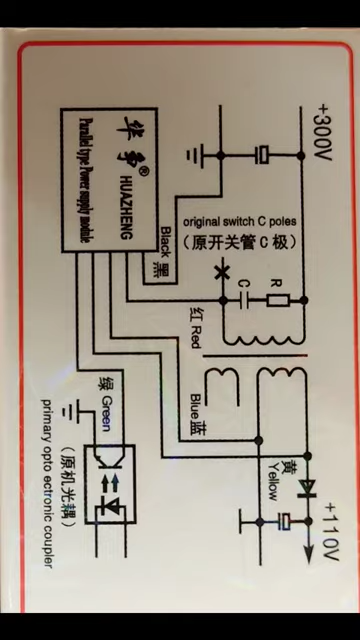 +300V
华争®
HUAZHENG
Parallel type Power supply module
original switch C poles
(原开关管C极)
Black 黑
R
C
红 Red
Blue 蓝
黄
Yellow
+110V
绿 Green
(原机光耦)
primary opto ectronic coupler